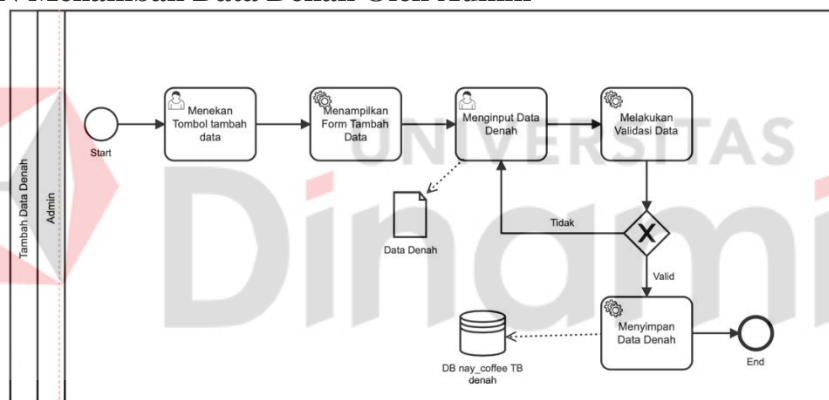 Menambah Data Denah Oleh Admin
UNIVERSITAS
Dinami
Tambah Data Denah
Admin
Start
Menekan
Tombol tambah
data
Menampilkan
Form Tambah
Data
Menginput Data
Denah
Melakukan
Validasi Data
Data Denah
Tidak
X
Valid
Menyimpan
Data Denah
DB nay_coffee TB
denah
End